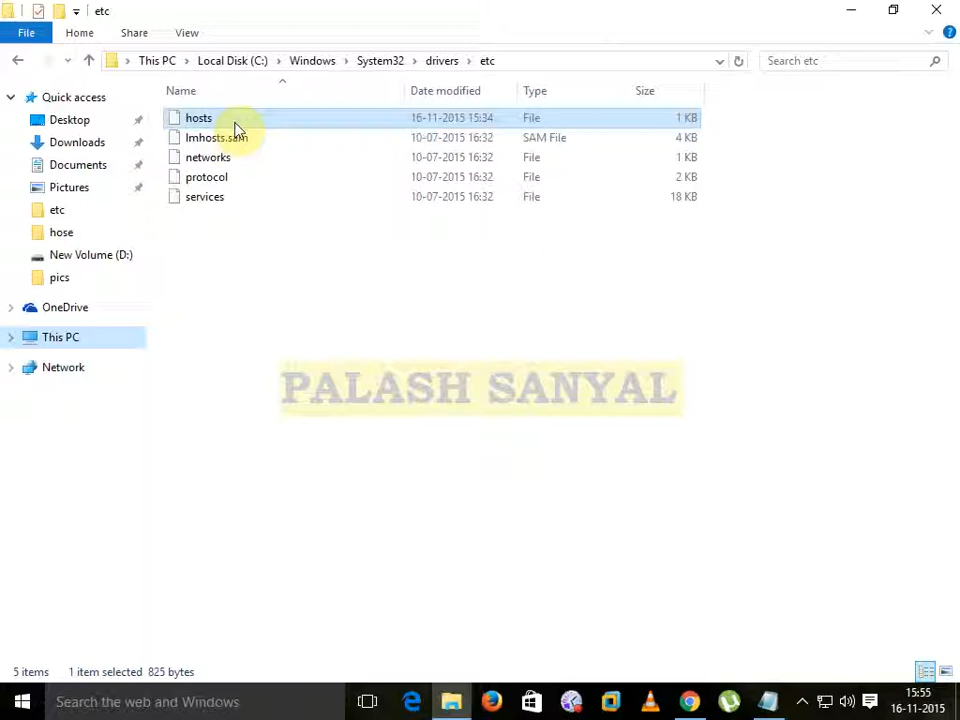 etc
File Home Share View
This PC Local Disk (C:) Windows System32 drivers etc
Search etc
Name Date modified Type Size
Quick access
Desktop
Downloads
Documents
Pictures
etc
hose
New Volume (D:)
pics
OneDrive
This PC
Network
hosts 16-11-2015 15:34 File 1 KB
lmhosts.sam 10-07-2015 16:32 SAM File 4 KB
networks 10-07-2015 16:32 File 1 KB
protocol 10-07-2015 16:32 File 2 KB
services 10-07-2015 16:32 File 18 KB
PALASH SANYAL
5 items 1 item selected 825 bytes
Search the web and Windows
15:55
16-11-2015